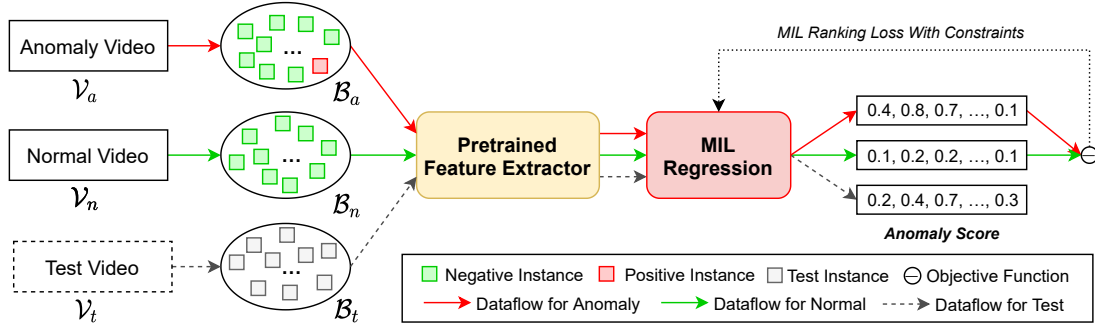 MIL Ranking Loss With Constraints
Anomaly Video
...
𝒱ₐ
ℬₐ
0.4, 0.8, 0.7, ..., 0.1
Normal Video
...
𝒱ₙ
ℬₙ
Pretrained
Feature Extractor
MIL
Regression
0.1, 0.2, 0.2, ..., 0.1
0.2, 0.4, 0.7, ..., 0.3
Anomaly Score
Test Video
...
𝒱ₜ
ℬₜ
Negative Instance Positive Instance Test Instance Objective Function
Dataflow for Anomaly Dataflow for Normal Dataflow for Test